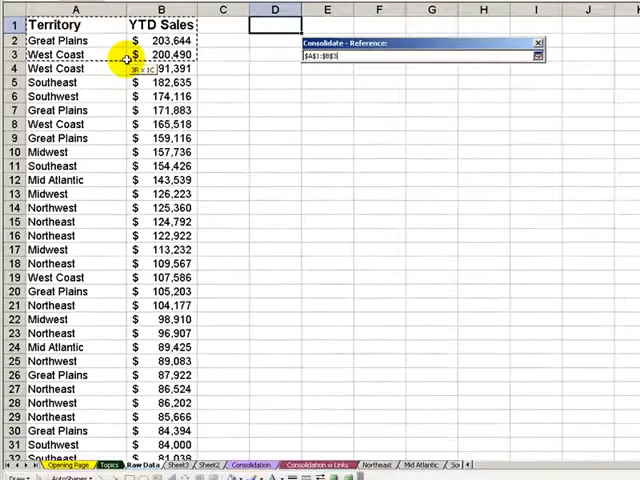 A B C D E F G H I J
1 Territory YTD Sales
Consolidate - Reference:
$A$1:$B$3
2 Great Plains $ 203,644
3 West Coast $ 200,490
3R x 1C
4 West Coast 91,391
5 Southeast $ 182,635
6 Southwest $ 174,116
7 Great Plains $ 171,883
8 West Coast $ 165,518
9 Great Plains $ 159,116
10 Midwest $ 157,736
11 Southeast $ 154,426
12 Mid Atlantic $ 143,539
13 Midwest $ 126,223
14 Northwest $ 125,360
15 Northeast $ 124,792
16 Northeast $ 122,922
17 Midwest $ 113,232
18 Northeast $ 109,567
19 West Coast $ 107,586
20 Great Plains $ 105,203
21 Northeast $ 104,177
22 Midwest $ 98,910
23 Northeast $ 96,907
24 Mid Atlantic $ 89,425
25 Northwest $ 89,083
26 Great Plains $ 87,922
27 Northeast $ 86,524
28 Northwest $ 86,202
29 Northeast $ 85,666
30 Northeast $ 84,394
31 Southwest $ 84,000
32 Southeast $ 83,001
Opening Page Topics Raw Data Sheet3 Sheet2 Consolidation Consolidation w Links Northeast Mid Atlantic
Draw AutoShapes